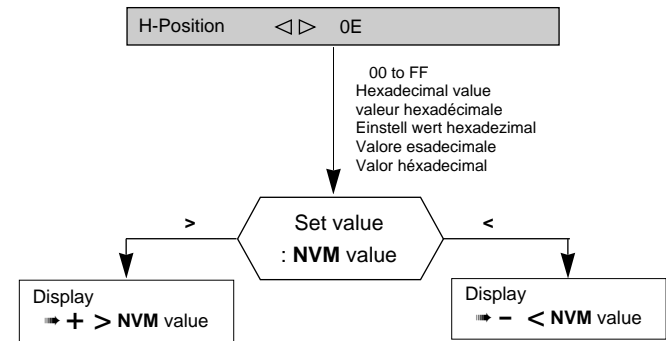 H-Position ◁ ▷ 0E
00 to FF
Hexadecimal value
valeur hexadécimale
Einstell wert hexadezimal
Valore esadecimale
Valor héxadecimal
>
Set value
: NVM value
<
Display
➠ + > NVM value
Display
➠ − < NVM value